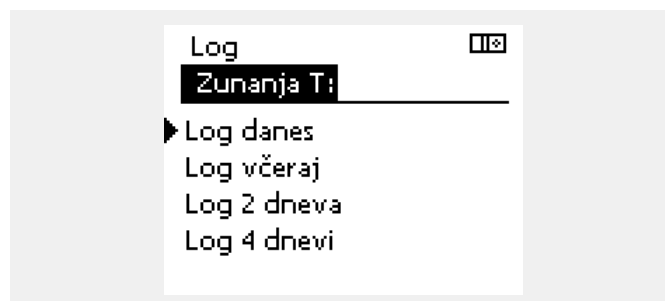 Log
Zunanja T:
Log danes
Log včeraj
Log 2 dneva
Log 4 dnevi